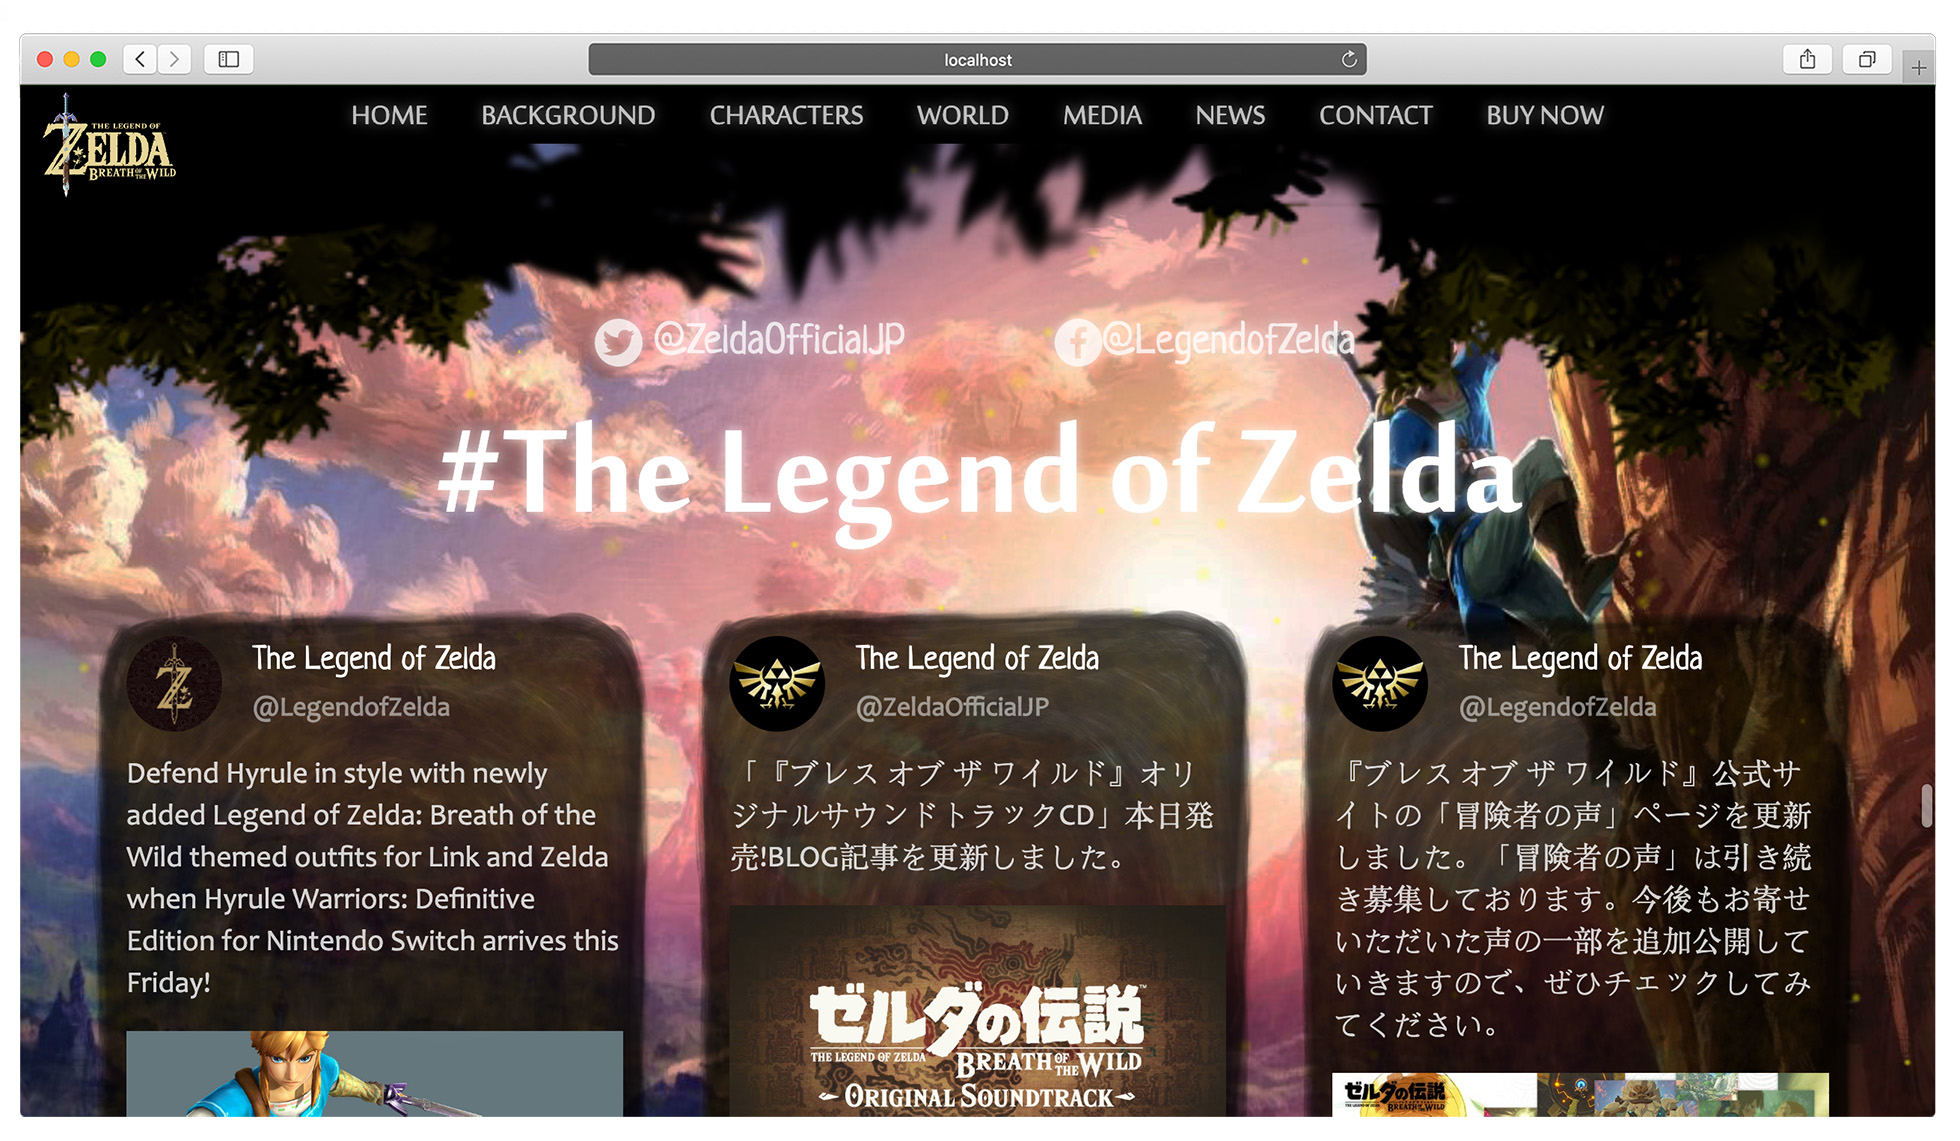 localhost
THE LEGEND OF
ZELDA
BREATH OF THE WILD
HOME BACKGROUND CHARACTERS WORLD MEDIA NEWS CONTACT BUY NOW
@ZeldaOfficialJP @LegendofZelda
#The Legend of Zelda
The Legend of Zelda
@LegendofZelda
Defend Hyrule in style with newly
added Legend of Zelda: Breath of the
Wild themed outfits for Link and Zelda
when Hyrule Warriors: Definitive
Edition for Nintendo Switch arrives this
Friday!
The Legend of Zelda
@ZeldaOfficialJP
「『ブレス オブ ザ ワイルド』オリ
ジナルサウンドトラックCD」本日発
売!BLOG記事を更新しました。
ゼルダの伝説
THE LEGEND OF ZELDA BREATH OF THE WILD
ORIGINAL SOUNDTRACK
The Legend of Zelda
@LegendofZelda
『ブレス オブ ザ ワイルド』公式サ
イトの「冒険者の声」ページを更新
しました。「冒険者の声」は引き続
き募集しております。今後もお寄せ
いただいた声の一部を追加公開して
いきますので、ぜひチェックしてみ
てください。
ゼルダの伝説
THE LEGEND OF ZELDA BREATH OF THE WILD